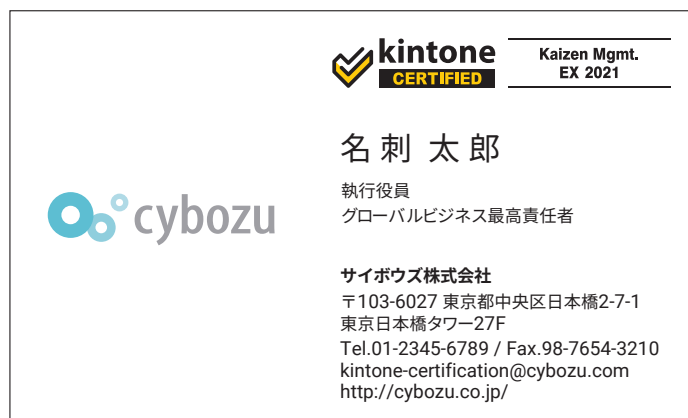 kintone
CERTIFIED
Kaizen Mgmt.
EX 2021
名刺 太郎
執行役員
グローバルビジネス最高責任者
cybozu
サイボウズ株式会社
〒103-6027 東京都中央区日本橋2-7-1
東京日本橋タワー27F
Tel.01-2345-6789 / Fax.98-7654-3210
kintone-certification@cybozu.com
http://cybozu.co.jp/